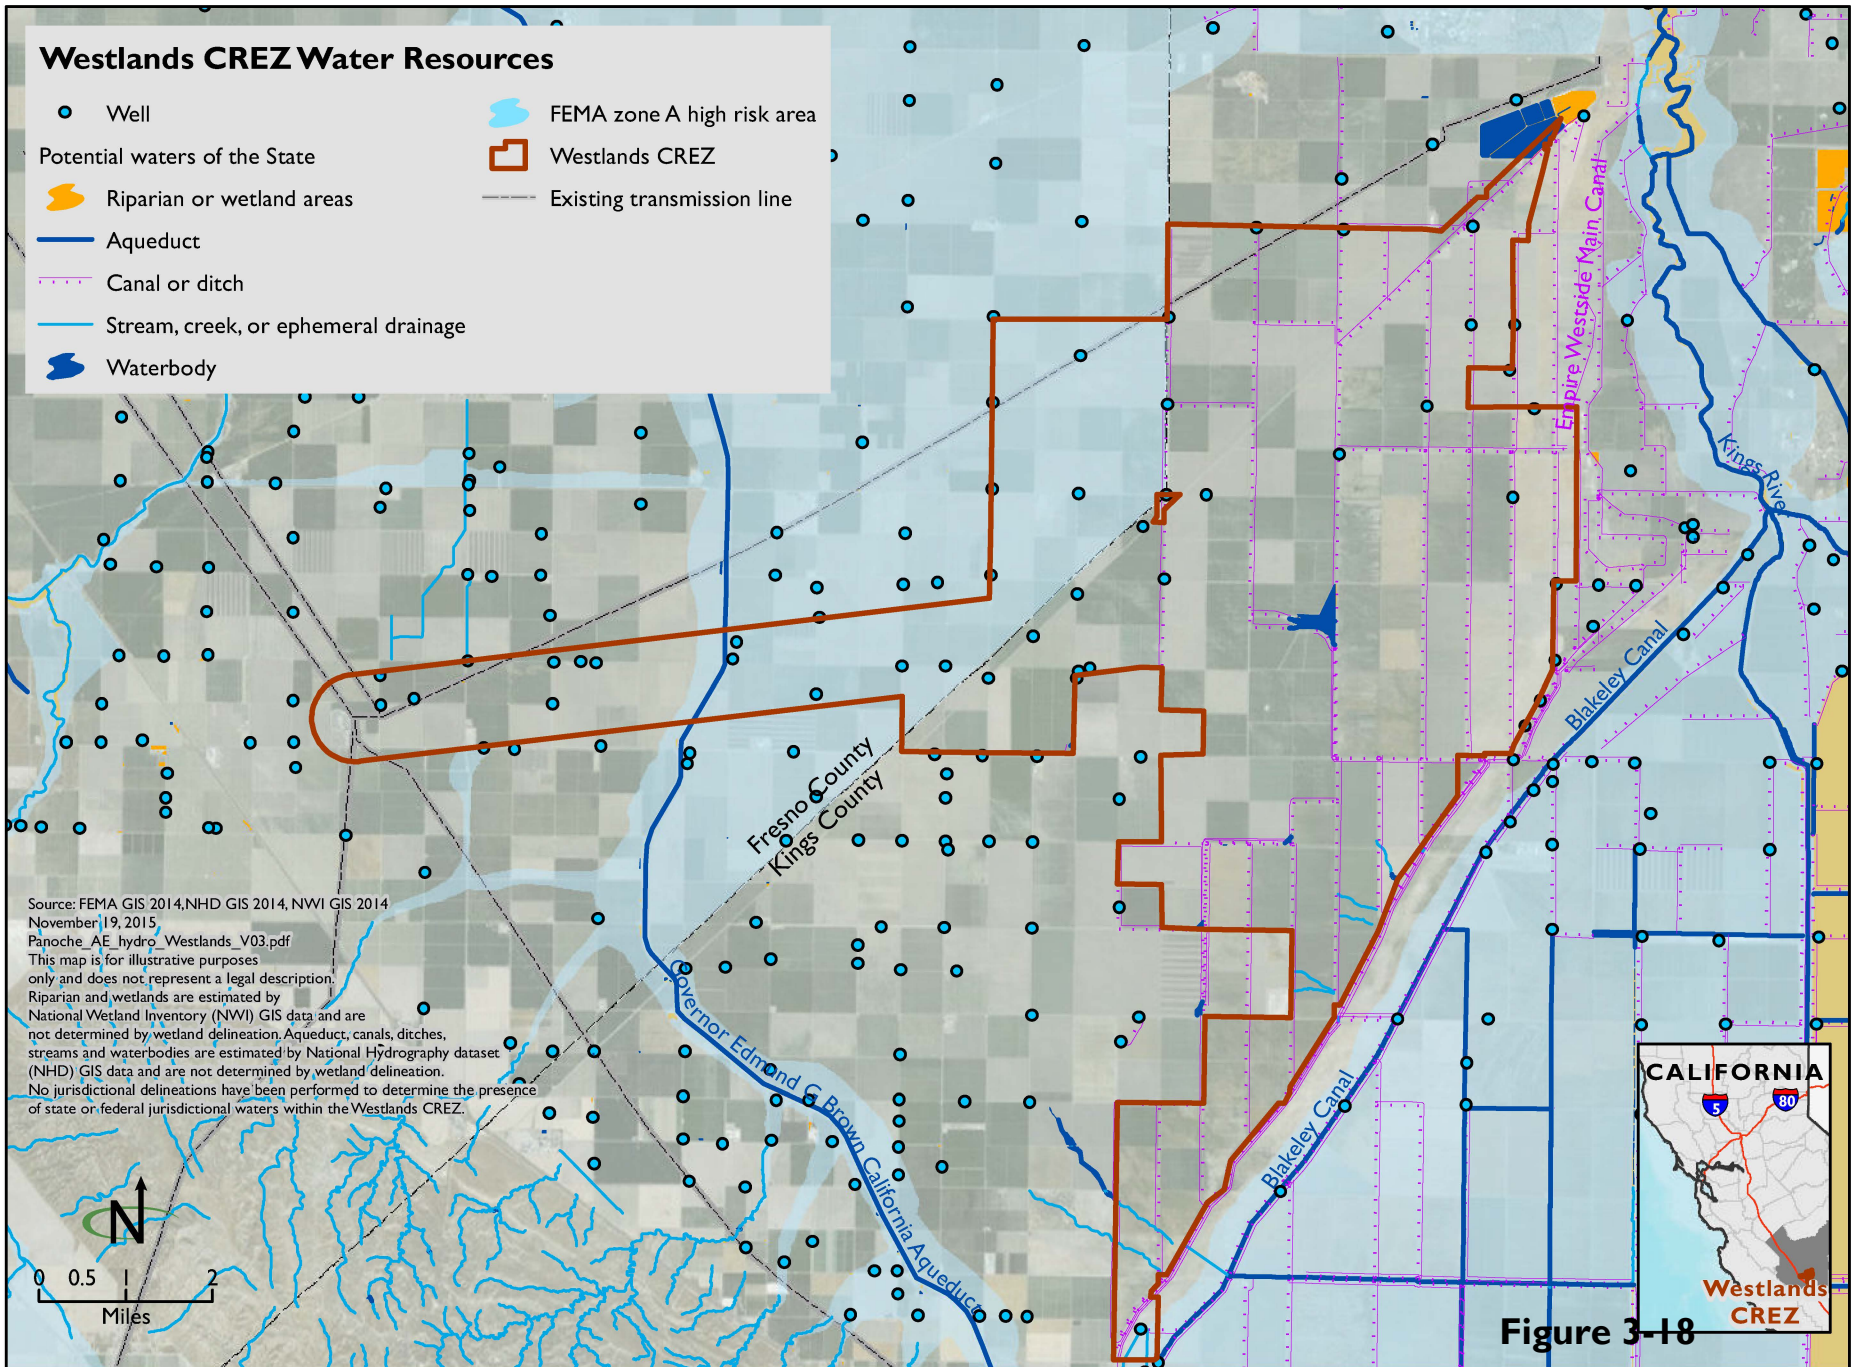 Westlands CREZ Water Resources
Well
Potential waters of the State
Riparian or wetland areas
Aqueduct
Canal or ditch
Stream, creek, or ephemeral drainage
Waterbody
FEMA zone A high risk area
Westlands CREZ
Existing transmission line
Empire Westside Main Canal
Kings River
Blakeley Canal
Fresno County
Kings County
Governor Edmund G Brown California Aqueduct
Blakeley Canal
Source: FEMA GIS 2014, NHD GIS 2014, NWI GIS 2014
November 19, 2015
Panoche_AE_hydro_Westlands_V03.pdf
This map is for illustrative purposes
only and does not represent a legal description.
Riparian and wetlands are estimated by
National Wetland Inventory (NWI) GIS data and are
not determined by wetland delineation. Aqueduct, canals, ditches,
streams and waterbodies are estimated by National Hydrography dataset
(NHD) GIS data and are not determined by wetland delineation.
No jurisdictional delineations have been performed to determine the presence
of state or federal jurisdictional waters within the Westlands CREZ.
N
0 0.5 2
Miles
CALIFORNIA
5
80
Westlands
CREZ
Figure 3-18